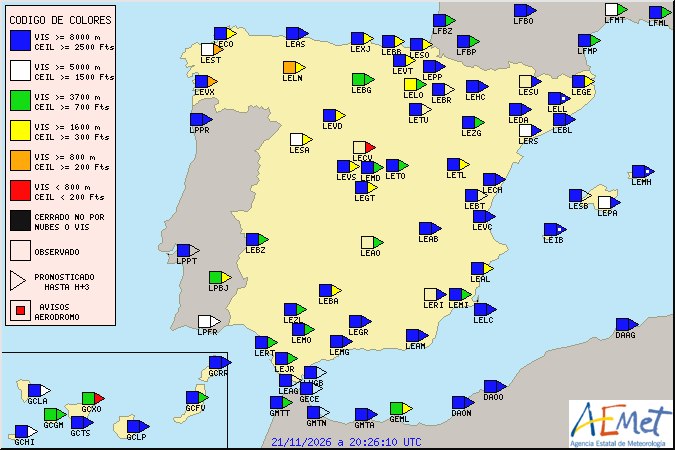 CODIGO DE COLORES
VIS >= 8000 m
CEIL >= 2500 Fts
VIS >= 5000 m
CEIL >= 1500 Fts
VIS >= 3700 m
CEIL >= 700 Fts
VIS >= 1600 m
CEIL >= 300 Fts
VIS >= 800 m
CEIL >= 200 Fts
VIS < 800 m
CEIL < 200 Fts
CERRADO NO POR
NUBES O VIS
OBSERVADO
PRONOSTICADO
HASTA H+3
AVISOS
AERODROMO
LFBO
LFMT
LFML
LFBZ
LECO
LEAS
LEXJ
LEBB
LESO
LFBP
LFMP
LEST
LEVT
LEPP
LELN
LEBG
LELO
LEBR
LEHC
LESU
LEGE
LEVX
LELL
LETU
LEDA
LEBL
LPPR
LEVD
LEZG
LERS
LESA
LECV
LEVS
LEMD
LETO
LETL
LEMH
LEGT
LECH
LEBT
LESB
LEPA
LEVC
LEIB
LEAB
LEBZ
LEAO
LPPT
LEAL
LPBJ
LEBA
LERI
LEMI
LEZL
LELC
LPFR
LEMO
LEGR
DAAG
LERT
LEMG
LEAM
LEJR
GCRR
LEAG
LXGB
GCLA
GCXO
GCFV
GECE
DAOO
GMTT
DAON
GCGM
GMTN
GMTA
GEML
GCHI
GCTS
GCLP
21/11/2026 a 20:26:10 UTC
AEMet
Agencia Estatal de Meteorología